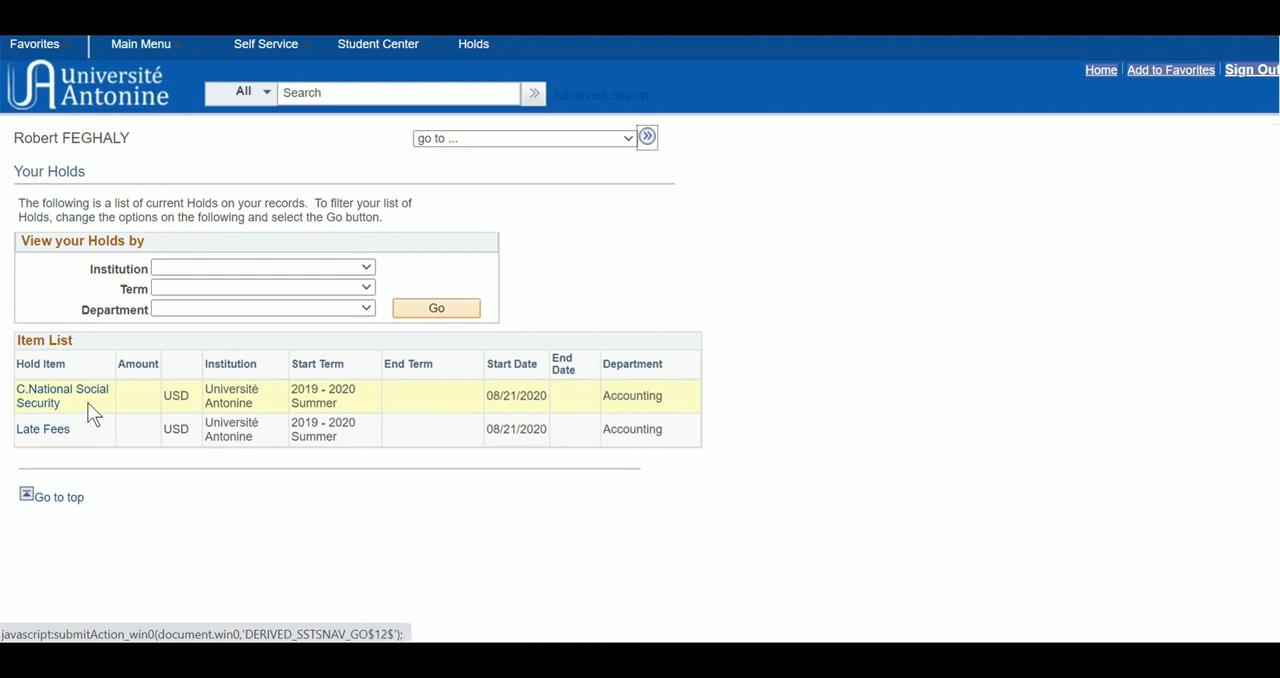 Favorites Main Menu Self Service Student Center Holds
Home Add to Favorites Sign Out
Université
Antonine
All Search Advanced Search
Robert FEGHALY go to ...
Your Holds
The following is a list of current Holds on your records. To filter your list of
Holds, change the options on the following and select the Go button.
View your Holds by
Institution
Term
Department Go
Item List
Hold Item Amount Institution Start Term End Term Start Date End Date Department
C.National Social Security USD Université Antonine 2019 - 2020 Summer 08/21/2020 Accounting
Late Fees USD Université Antonine 2019 - 2020 Summer 08/21/2020 Accounting
Go to top
javascript:submitAction_win0(document.win0,'DERIVED_SSTSNAV_GO$12$');